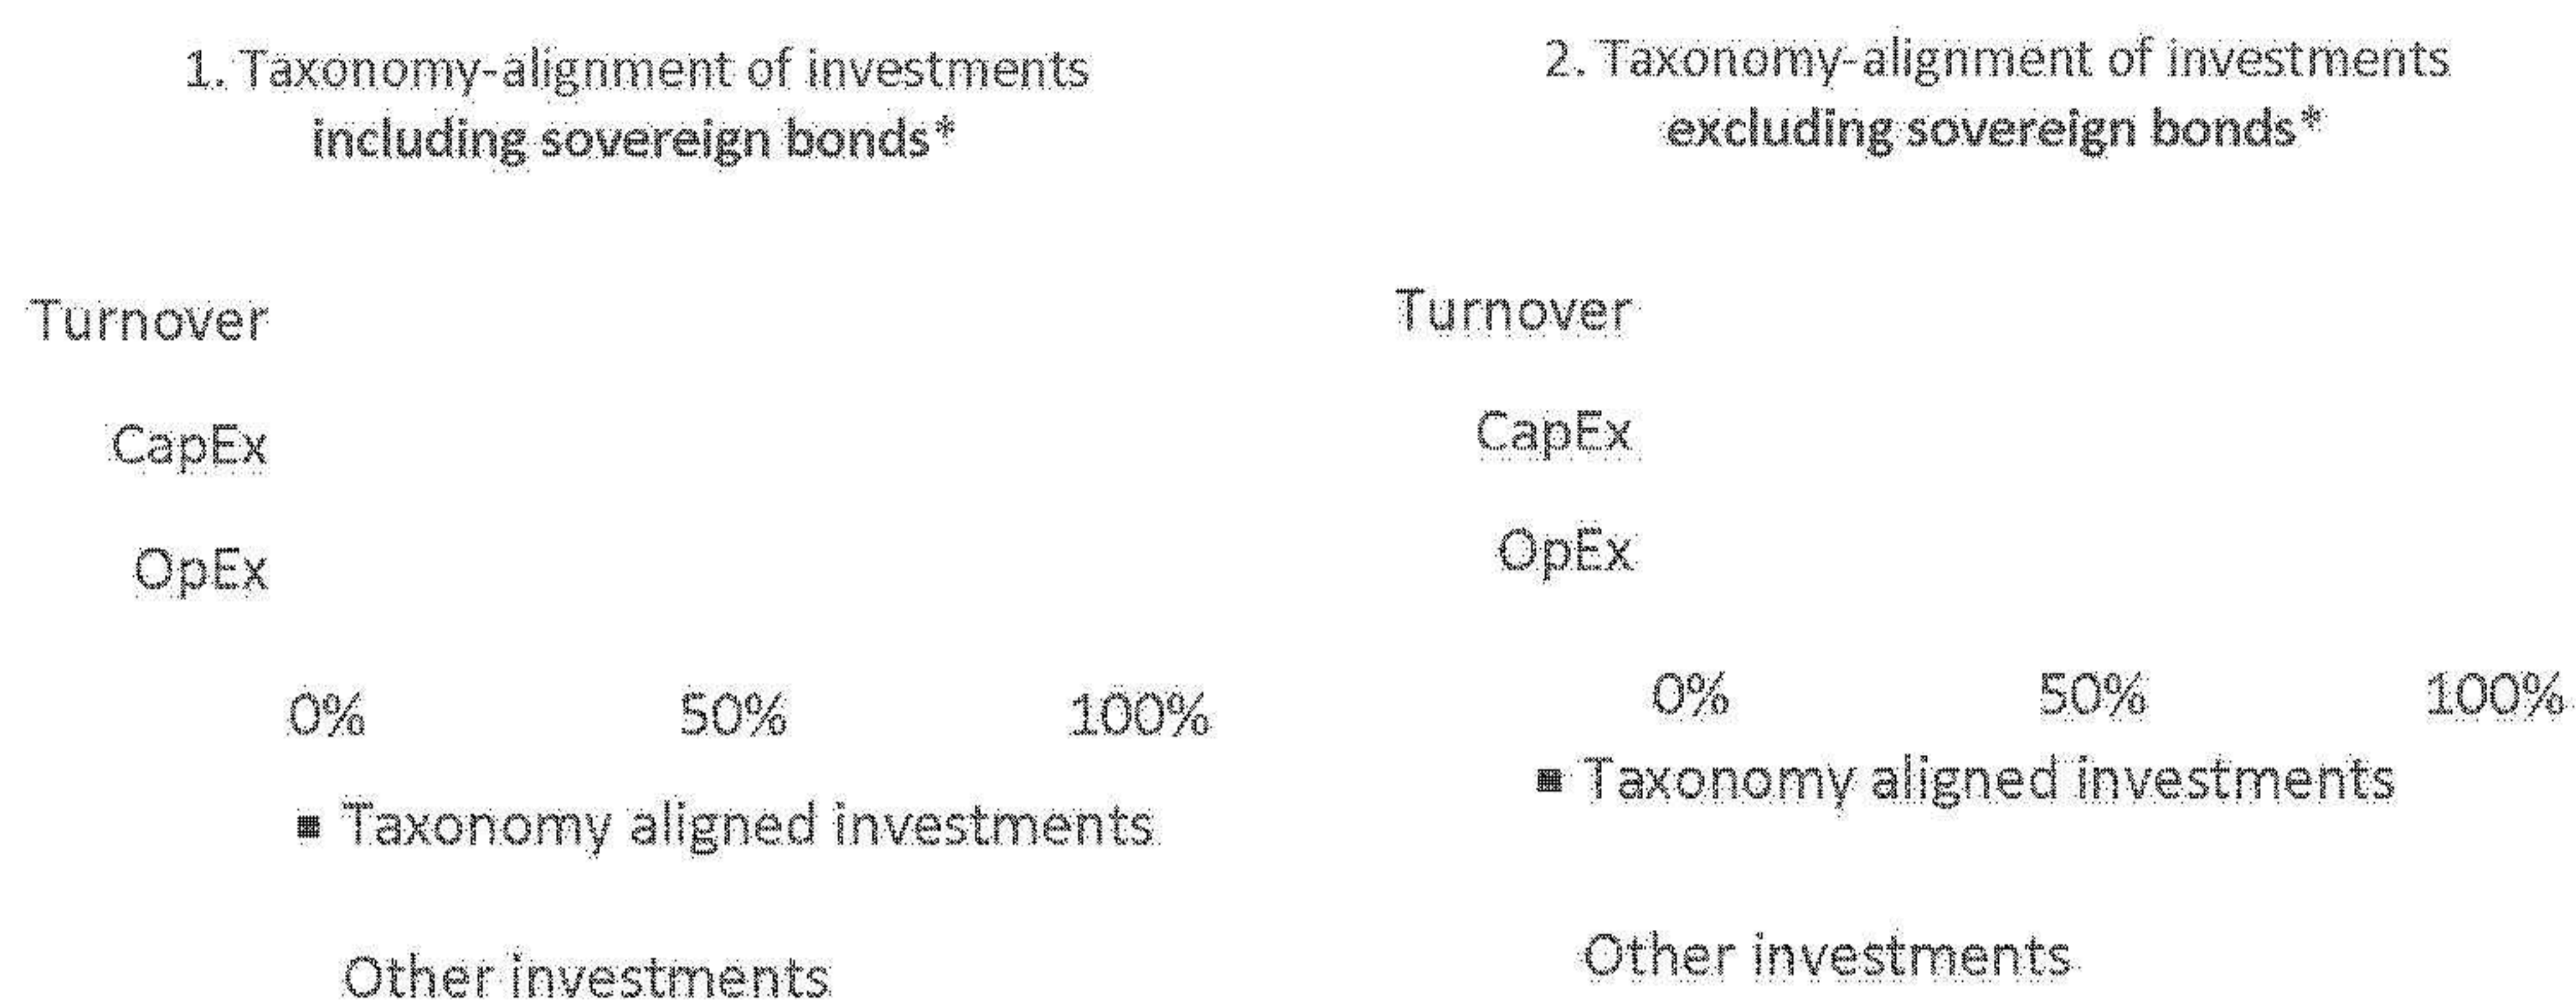 1. Taxonomy-alignment of investments
including sovereign bonds*
Turnover
CapEx
OpEx
0% 50% 100%
Taxonomy aligned investments
Other investments
2. Taxonomy-alignment of investments
excluding sovereign bonds*
Turnover
CapEx
OpEx
0% 50% 100%
Taxonomy aligned investments
Other investments